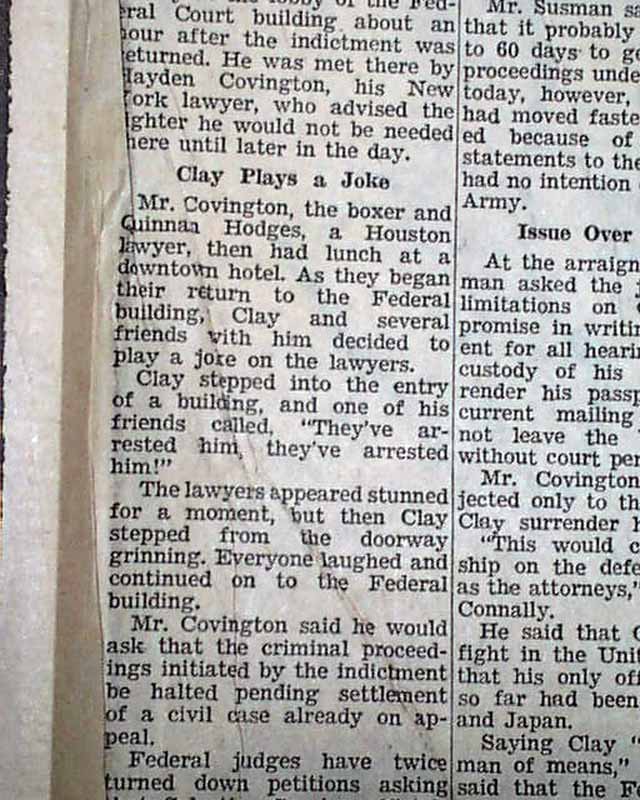 the lobby of the Fed-
eral Court building about an
hour after the indictment was
returned. He was met there by
Hayden Covington, his New
York lawyer, who advised the
fighter he would not be needed
here until later in the day.
Clay Plays a Joke
Mr. Covington, the boxer and
Quinnan Hodges, a Houston
lawyer, then had lunch at a
downtown hotel. As they began
their return to the Federal
building, Clay and several
friends with him decided to
play a joke on the lawyers.
Clay stepped into the entry
of a building, and one of his
friends called, "They've ar-
rested him, they've arrested
him!"
The lawyers appeared stunned
for a moment, but then Clay
stepped from the doorway
grinning. Everyone laughed and
continued on to the Federal
building.
Mr. Covington said he would
ask that the criminal proceed-
ings initiated by the indictment
be halted pending settlement
of a civil case already on ap-
peal.
Federal judges have twice
turned down petitions asking
Mr. Susman sa
that it probably
to 60 days to ge
proceedings unde
today, however,
had moved faste
ed because of
statements to the
had no intention
Army.
Issue Over
At the arraign
man asked the j
limitations on
promise in writin
ent for all hearin
custody of his
render his passp
current mailing
not leave the
without court per
Mr. Covington
jected only to th
Clay surrender h
"This would c
ship on the defe
as the attorneys,"
Connally.
He said that C
fight in the Unit
that his only off
so far had been
and Japan.
Saying Clay "
man of means,"
said that the Fe